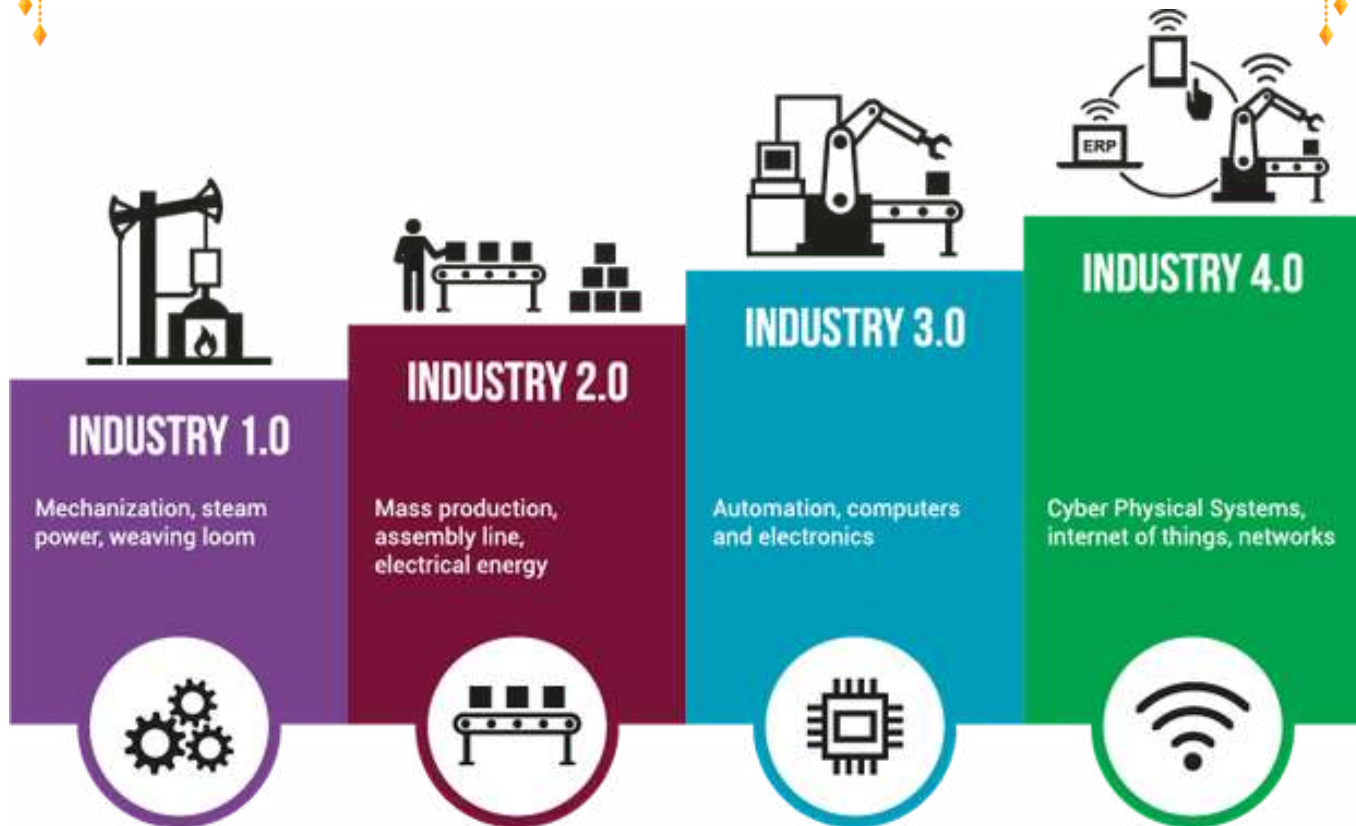 ERP
INDUSTRY 1.0
Mechanization, steam
power, weaving loom
INDUSTRY 2.0
Mass production,
assembly line,
electrical energy
INDUSTRY 3.0
Automation, computers
and electronics
INDUSTRY 4.0
Cyber Physical Systems,
internet of things, networks